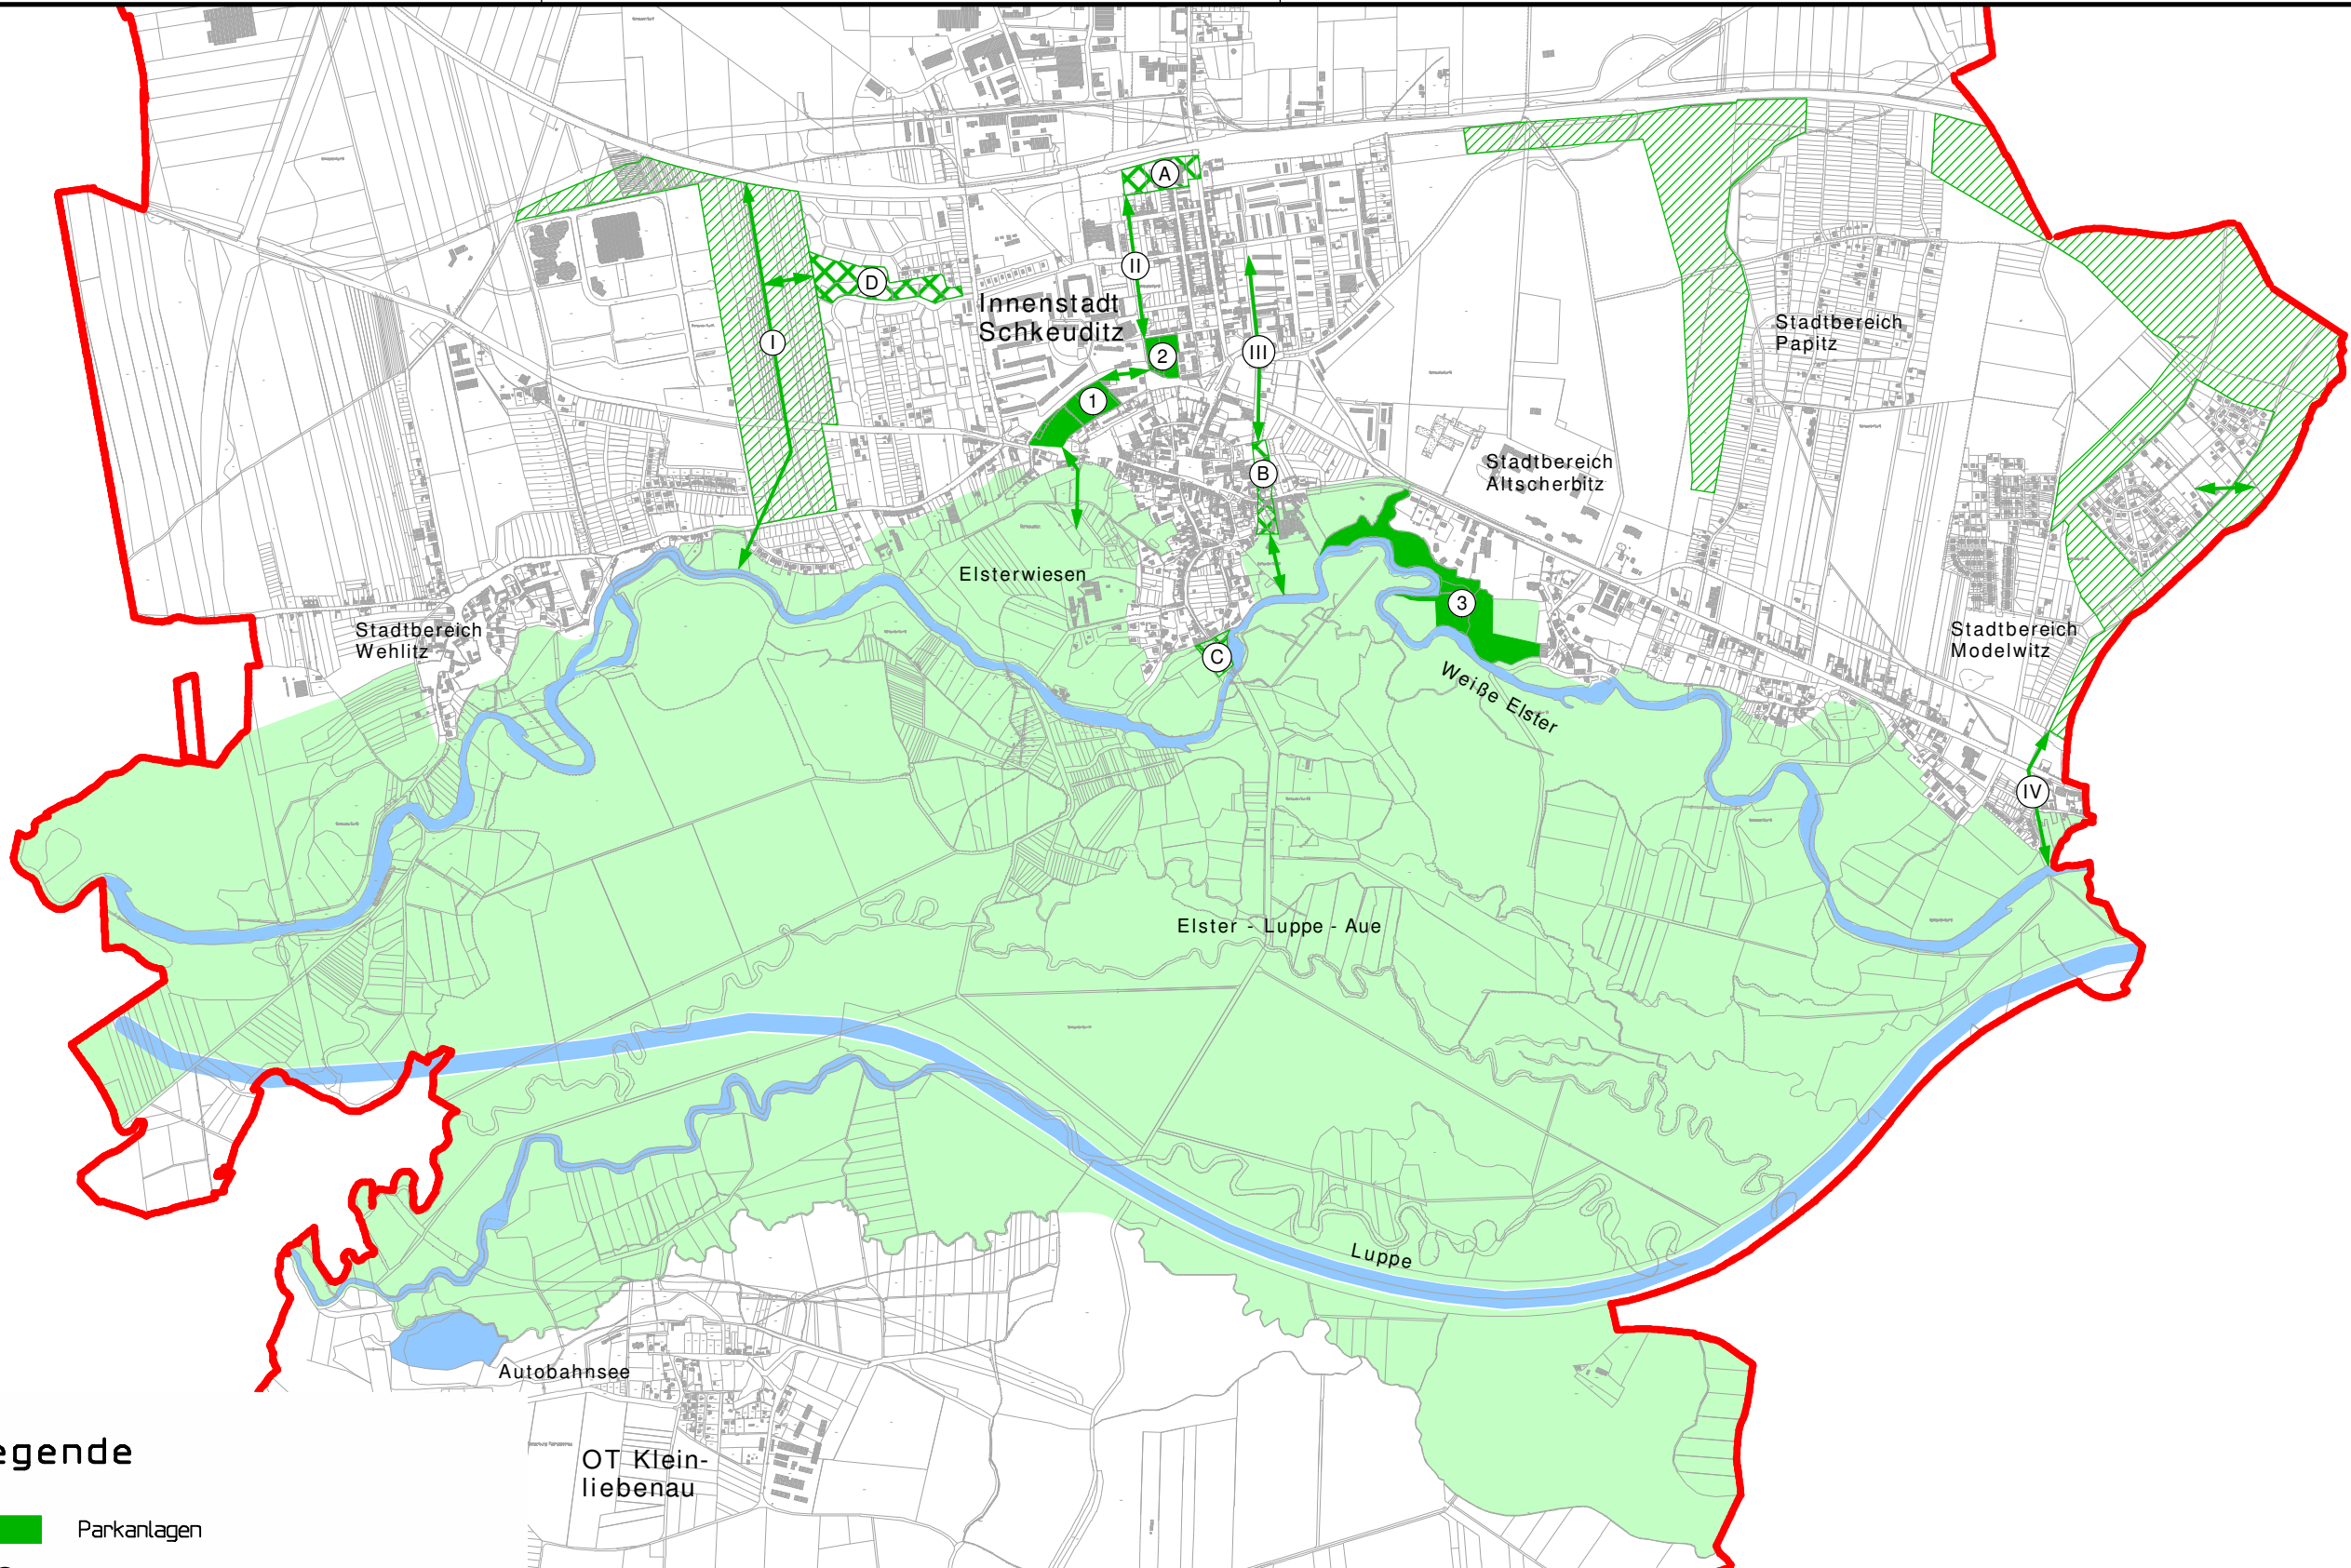 A
D
II
Innenstadt
Schkeuditz
I
2
III
1
Stadtbereich
Papitz
B
Stadtbereich
Altscherbitz
Elsterwiesen
3
Stadtbereich
Wehlitz
C
Stadtbereich
Modelwitz
Weiße Elster
IV
Elster - Luppe - Aue
Luppe
Autobahnsee
OT Klein-
liebenau
egende
Parkanlagen